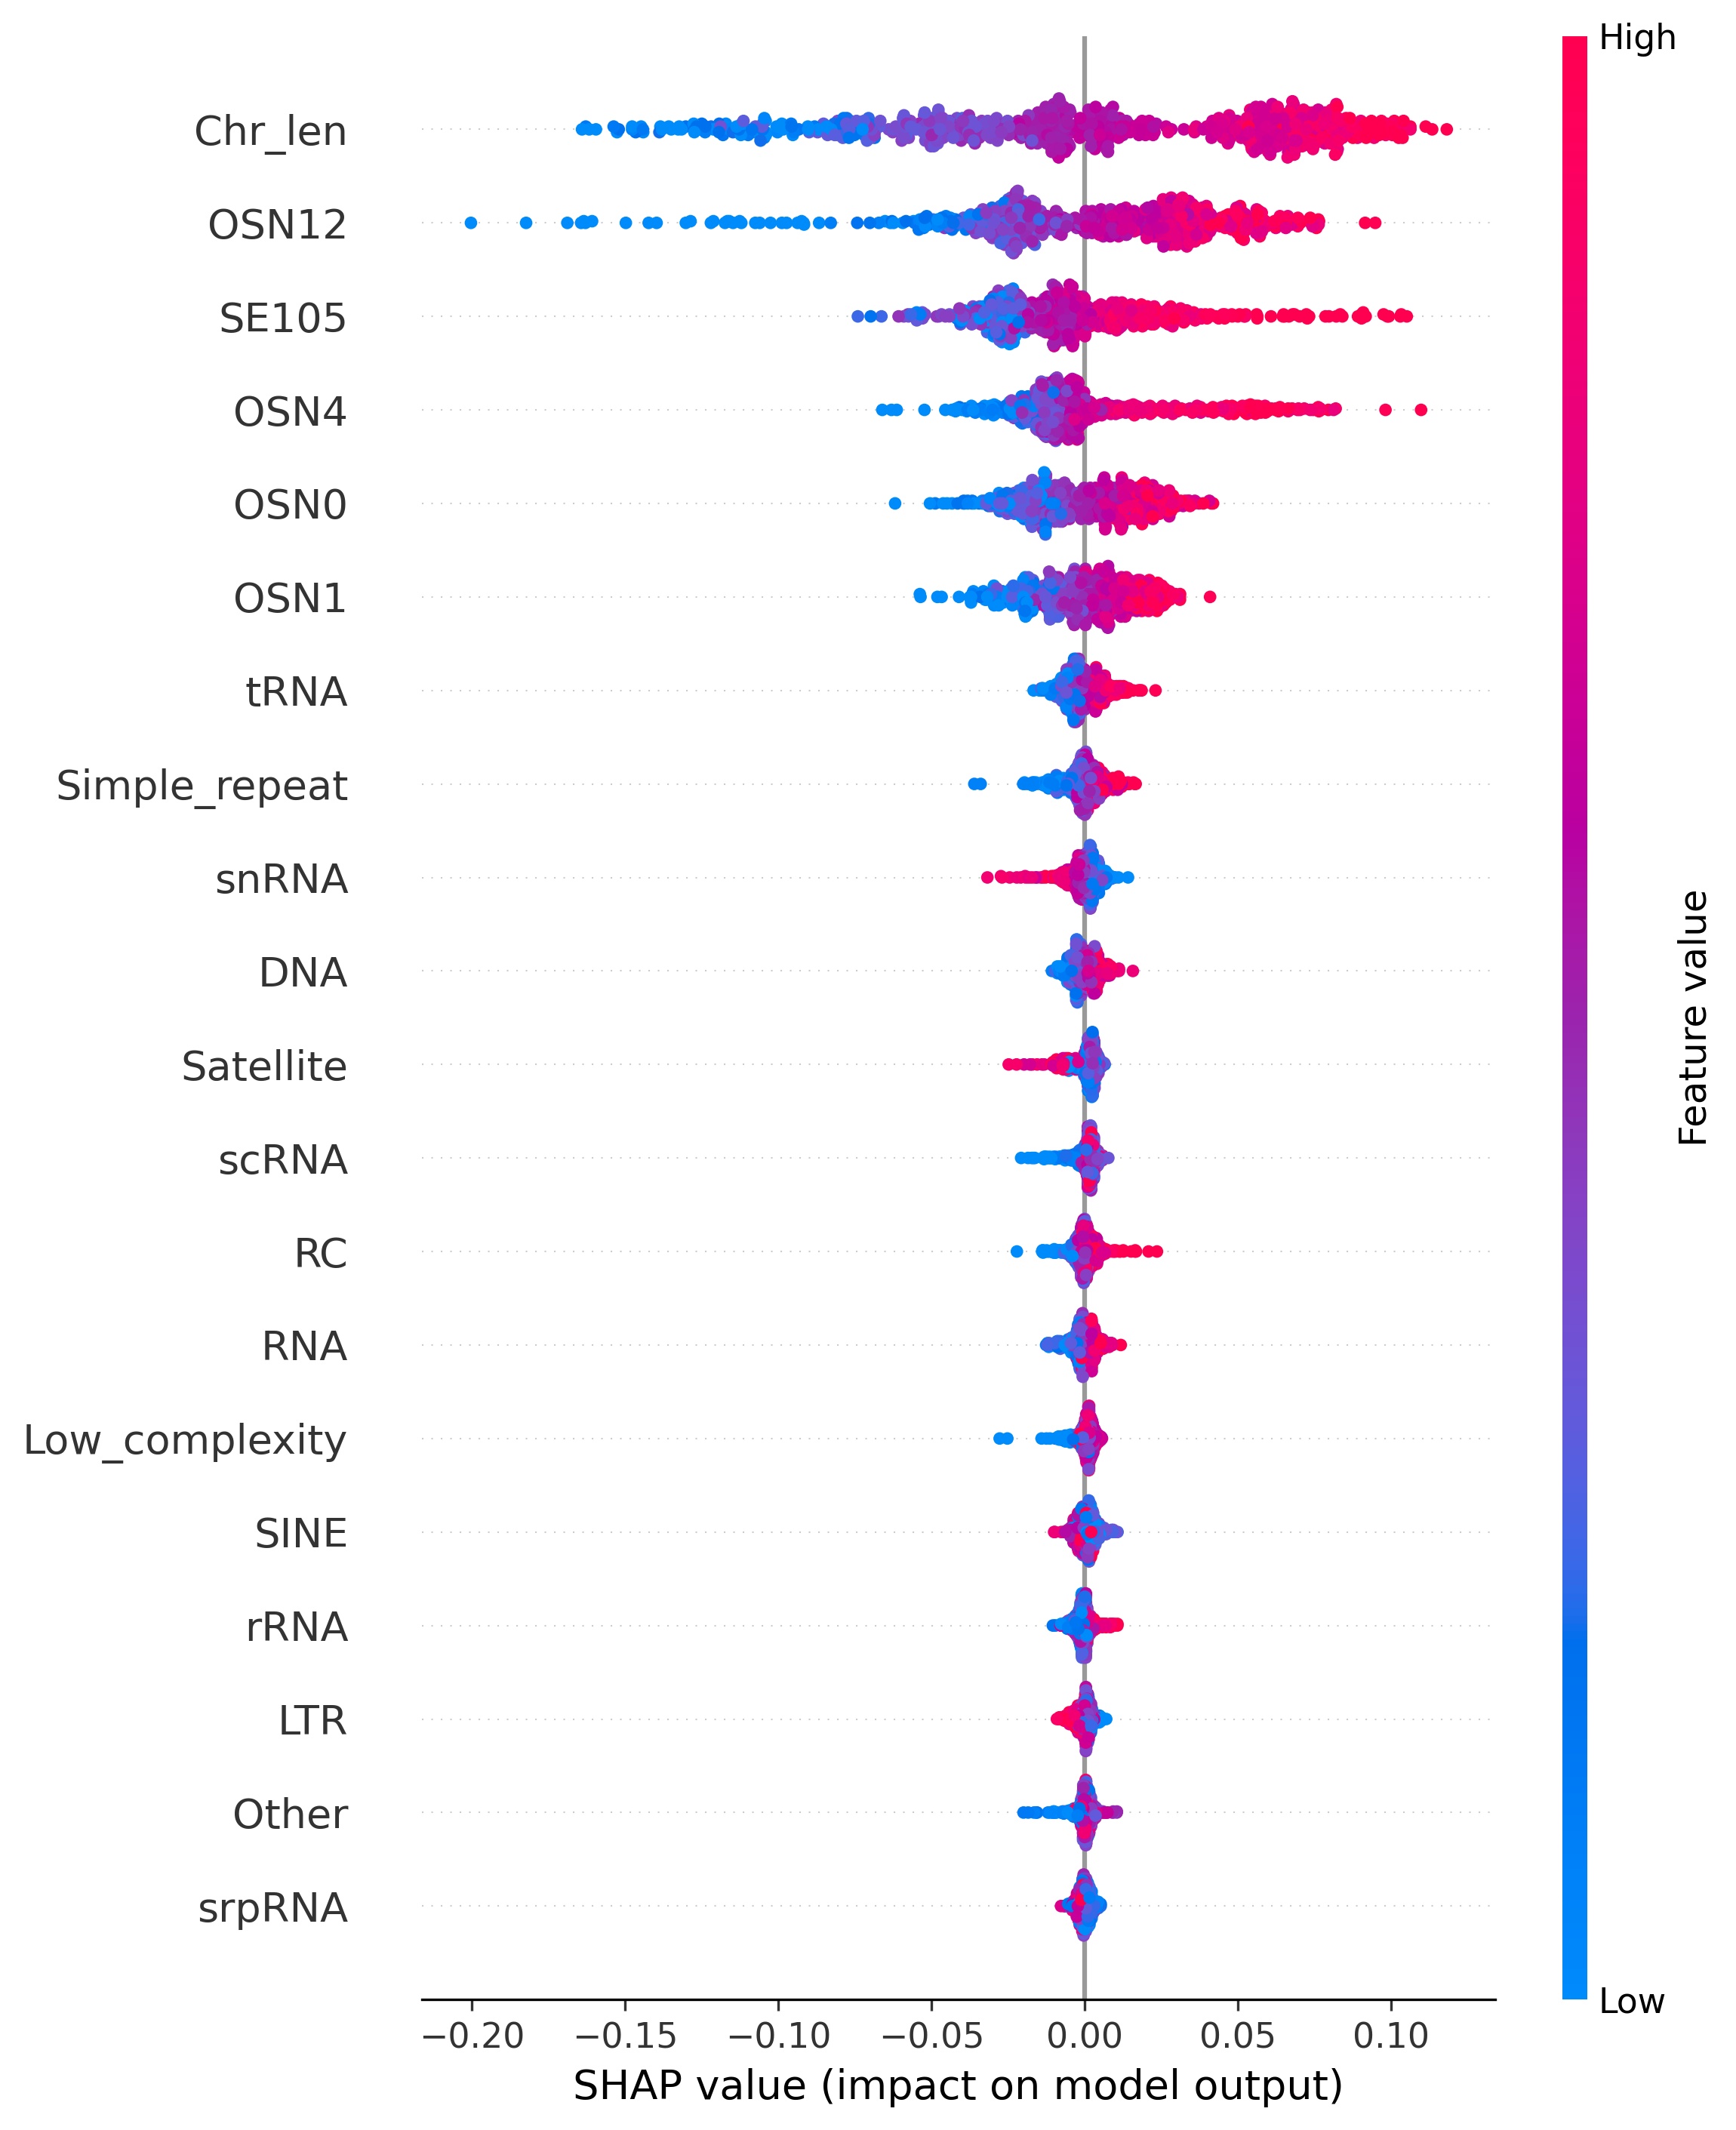 High
Chr_len
OSN12
SE105
OSN4
OSN0
OSN1
tRNA
Simple_repeat
snRNA
DNA
Satellite
scRNA
RC
RNA
Low_complexity
SINE
rRNA
LTR
Other
srpRNA
Feature value
Low
−0.20 −0.15 −0.10 −0.05 0.00 0.05 0.10
SHAP value (impact on model output)